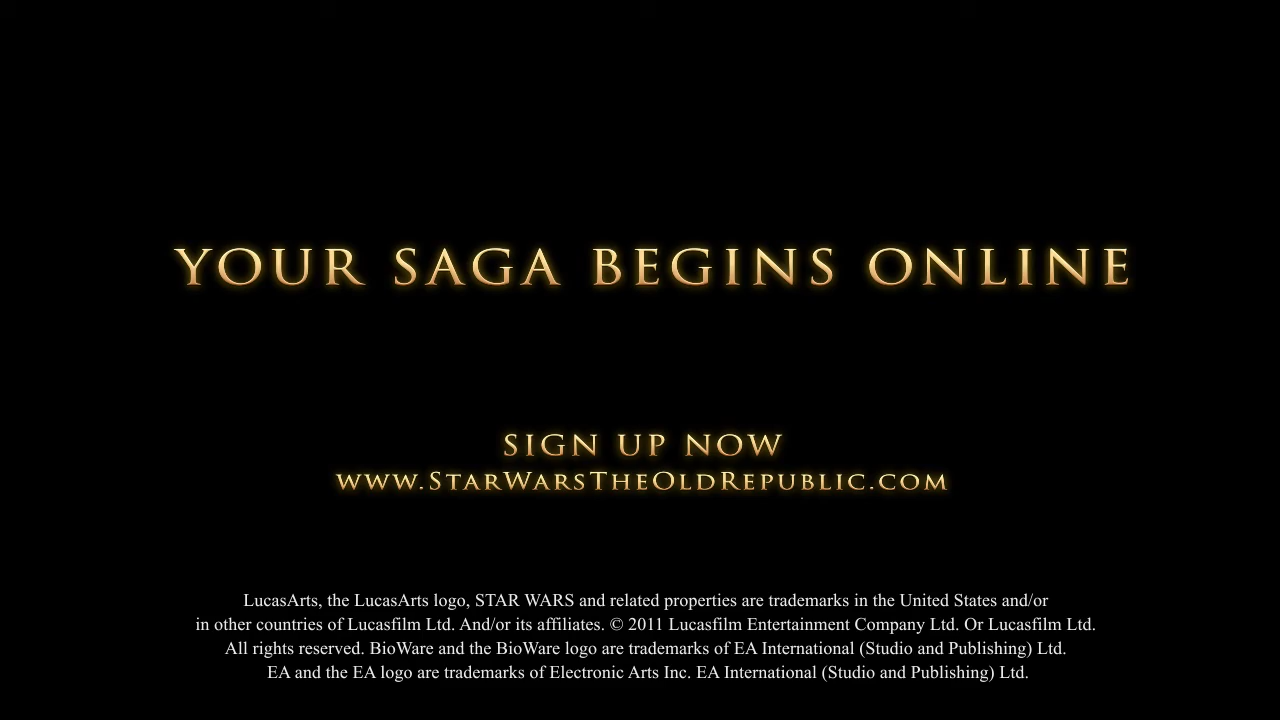 YOUR SAGA BEGINS ONLINE
SIGN UP NOW
WWW.STARWARSTHEOLDREPUBLIC.COM
LucasArts, the LucasArts logo, STAR WARS and related properties are trademarks in the United States and/or
in other countries of Lucasfilm Ltd. And/or its affiliates. © 2011 Lucasfilm Entertainment Company Ltd. Or Lucasfilm Ltd.
All rights reserved. BioWare and the BioWare logo are trademarks of EA International (Studio and Publishing) Ltd.
EA and the EA logo are trademarks of Electronic Arts Inc. EA International (Studio and Publishing) Ltd.